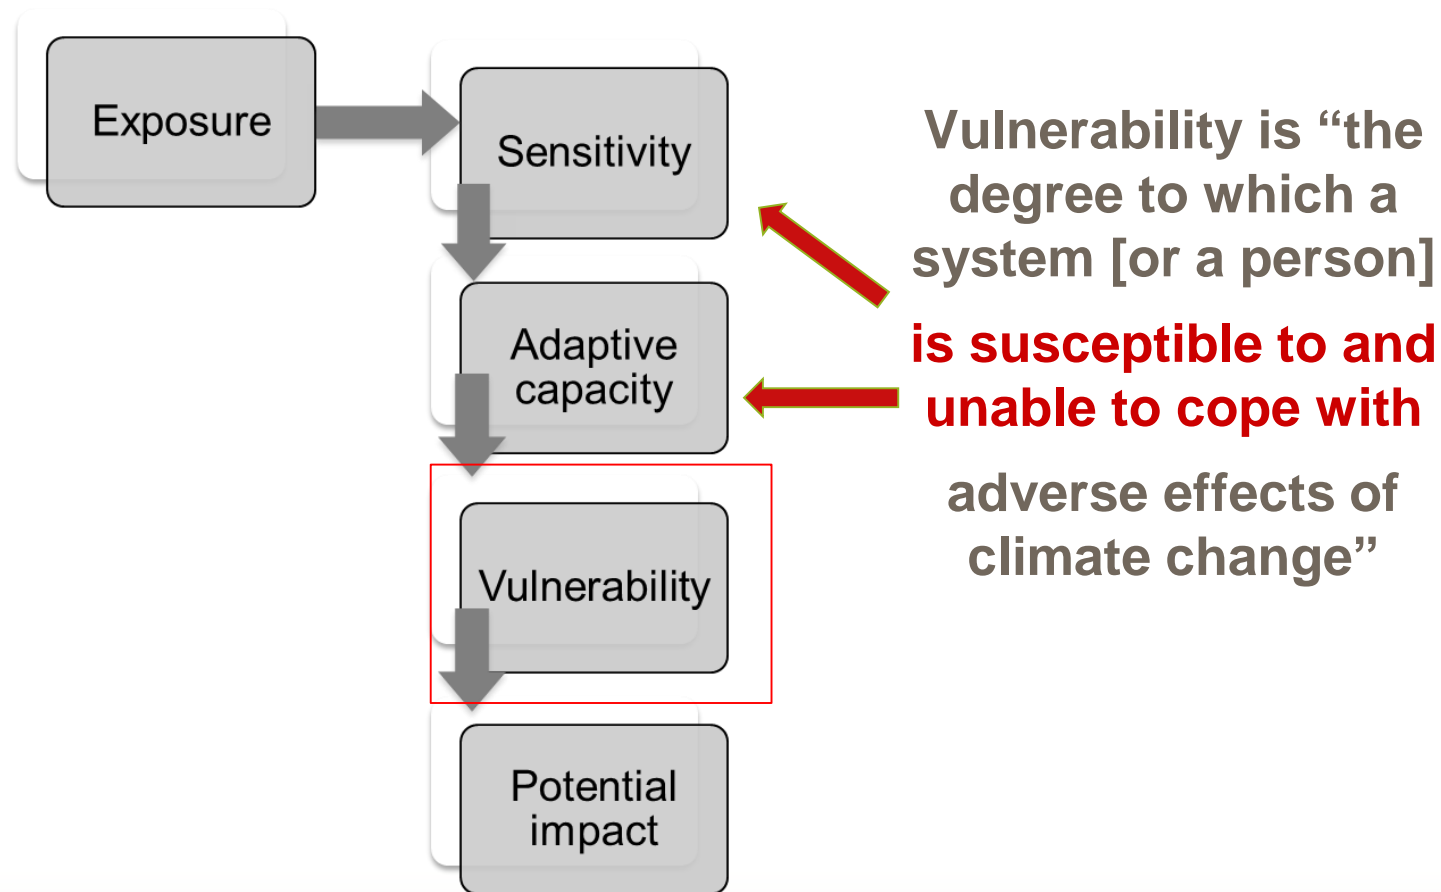 Exposure
Sensitivity
Adaptive
capacity
Vulnerability
Potential
impact
Vulnerability is “the
degree to which a
system [or a person]
is susceptible to and
unable to cope with
adverse effects of
climate change”